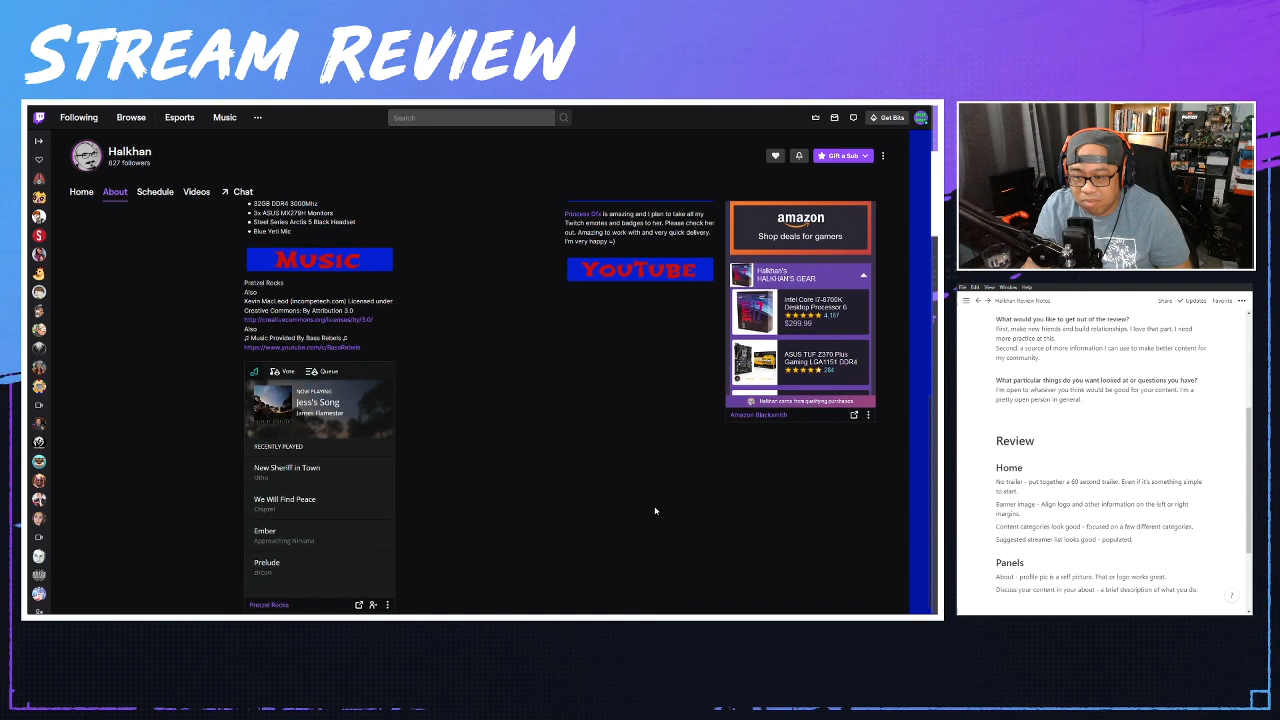 STREAM REVIEW
Following
Browse
Esports
Music
Search
Get Bits
Halkhan
627 followers
Gift a Sub
Home
About
Schedule
Videos
Chat
• 32GB DDR4 3000Mhz
• 3x ASUS MX279H Monitors
• Steel Series Arctis 5 Black Headset
• Blue Yeti Mic
MUSIC
Pretzel Rocks
Also
Kevin MacLeod (incompetech.com) Licensed under
Creative Commons: By Attribution 3.0
http://creativecommons.org/licenses/by/3.0/
Also
♫ Music Provided By Bass Rebels ♫
https://www.youtube.com/c/BassRebels
Vote
Queue
NOW PLAYING
Jess's Song
James Flamestar
RECENTLY PLAYED
New Sheriff in Town
Utho
We Will Find Peace
Chipzel
Ember
Approaching Nirvana
Prelude
zircon
Pretzel Rocks
Princess Gfx is amazing and I plan to take all my
Twitch emotes and badges to her. Please check her
out. Amazing to work with and very quick delivery.
I'm very happy =)
YOUTUBE
amazon
Shop deals for gamers
Halkhan's
HALKHAN'S GEAR
Intel Core i7-8700K
Desktop Processor 6
4,187
$299.99
ASUS TUF Z370 Plus
Gaming LGA1151 DDR4
284
Halkhan earns from qualifying purchases.
Amazon Blacksmith
File Edit View Window Help
Halkhan Review Notes
Share
Updates
Favorite
What would you like to get out of the review?
First, make new friends and build relationships. I love that part. I need
more practice at this.
Second, a source of more information I can use to make better content for
my community.
What particular things do you want looked at or questions you have?
I'm open to whatever you think would be good for your content. I'm a
pretty open person in general.
Review
Home
No trailer - put together a 60 second trailer. Even if it's something simple
to start.
Banner image - Align logo and other information on the left or right
margins.
Content categories look good - focused on a few different categories.
Suggested streamer list looks good - populated.
Panels
About - profile pic is a self picture. That or logo works great.
Discuss your content in your about - a brief description of what you do.
?